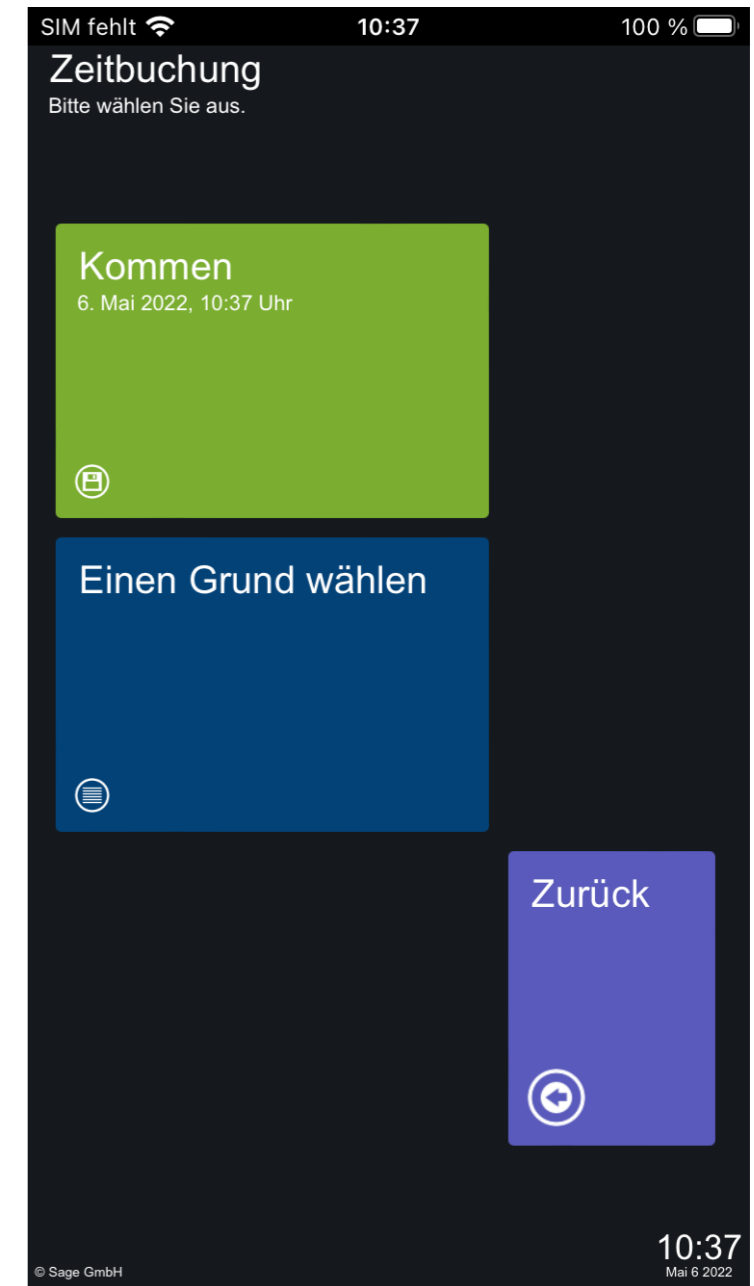 SIM fehlt 10:37 100 %
Zeitbuchung
Bitte wählen Sie aus.
Kommen
6. Mai 2022, 10:37 Uhr
Einen Grund wählen
Zurück
10:37
© Sage GmbH Mai 6 2022